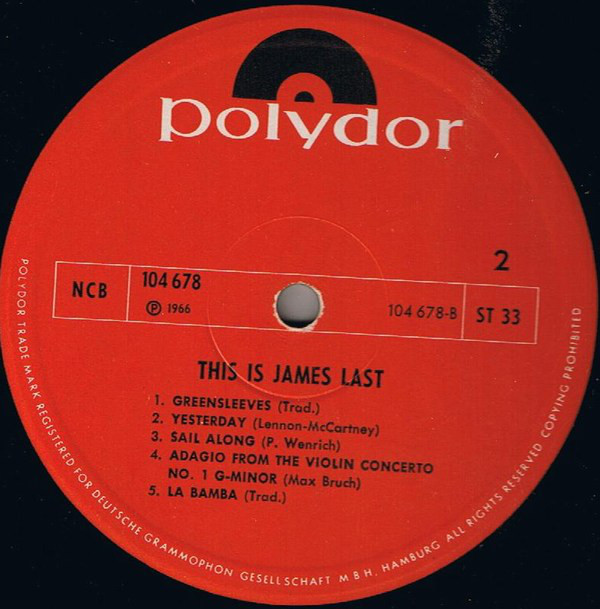 polydor
2
NCB
104 678
℗ 1966
104 678-B
ST 33
THIS IS JAMES LAST
1. GREENSLEEVES (Trad.)
2. YESTERDAY (Lennon-McCartney)
3. SAIL ALONG (P. Wenrich)
4. ADAGIO FROM THE VIOLIN CONCERTO
NO. 1 G-MINOR (Max Bruch)
5. LA BAMBA (Trad.)
POLYDOR TRADE MARK REGISTERED FOR DEUTSCHE GRAMMOPHON GESELLSCHAFT M B H, HAMBURG ALL RIGHTS RESERVED COPYING PROHIBITED